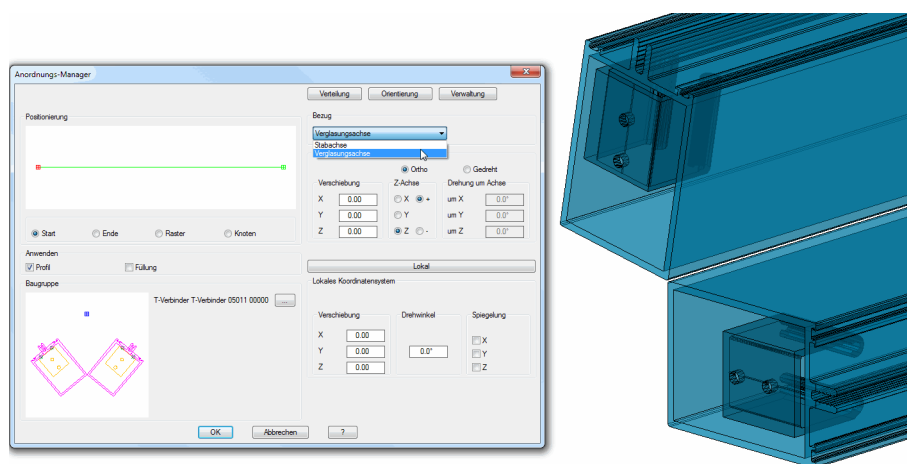 Anordnungs-Manager
Verteilung Orientierung Verwaltung
Positionierung
Bezug
Verglasungsachse
Stabachse
Verglasungsachse
Ortho Gedreht
Verschiebung Z-Achse Drehung um Achse
X 0.00 X + um X 0.0°
Y 0.00 Y um Y 0.0°
Z 0.00 Z - um Z 0.0°
Start Ende Raster Knoten
Anwenden
Profil Füllung
Lokal
Baugruppe
Lokales Koordinatensystem
T-Verbinder T-Verbinder 05011 00000 ...
Verschiebung Drehwinkel Spiegelung
X 0.00 X
Y 0.00 0.0° Y
Z 0.00 Z
OK Abbrechen ?